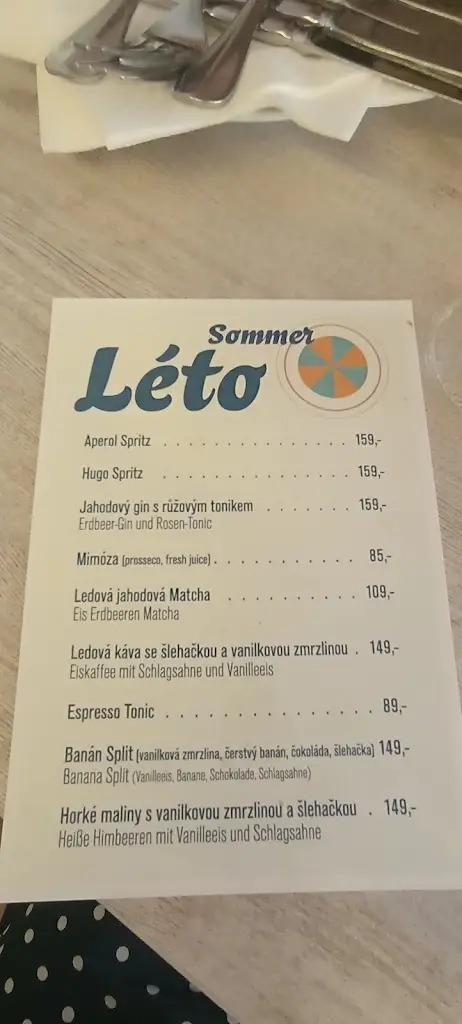 Sommer
Léto
Aperol Spritz . . . . . . . . . . . . . . . 159,-
Hugo Spritz . . . . . . . . . . . . . . . 159,-
Jahodový gin s růžovým tonikem . . . . . . . 159,-
Erdbeer-Gin und Rosen-Tonic
Mimóza (prosseco, fresh juice) . . . . . . . . . . . 85,-
Ledová jahodová Matcha . . . . . . . . . . 109,-
Eis Erdbeeren Matcha
Ledová káva se šlehačkou a vanilkovou zmrzlinou . 149,-
Eiskaffee mit Schlagsahne und Vanilleeis
Espresso Tonic . . . . . . . . . . . . . . . . 89,-
Banán Split (vanilková zmrzlina, čerstvý banán, čokoláda, šlehačka) 149,-
Banana Split (Vanilleeis, Banane, Schokolade, Schlagsahne)
Horké maliny s vanilkovou zmrzlinou a šlehačkou . 149,-
Heiße Himbeeren mit Vanilleeis und Schlagsahne